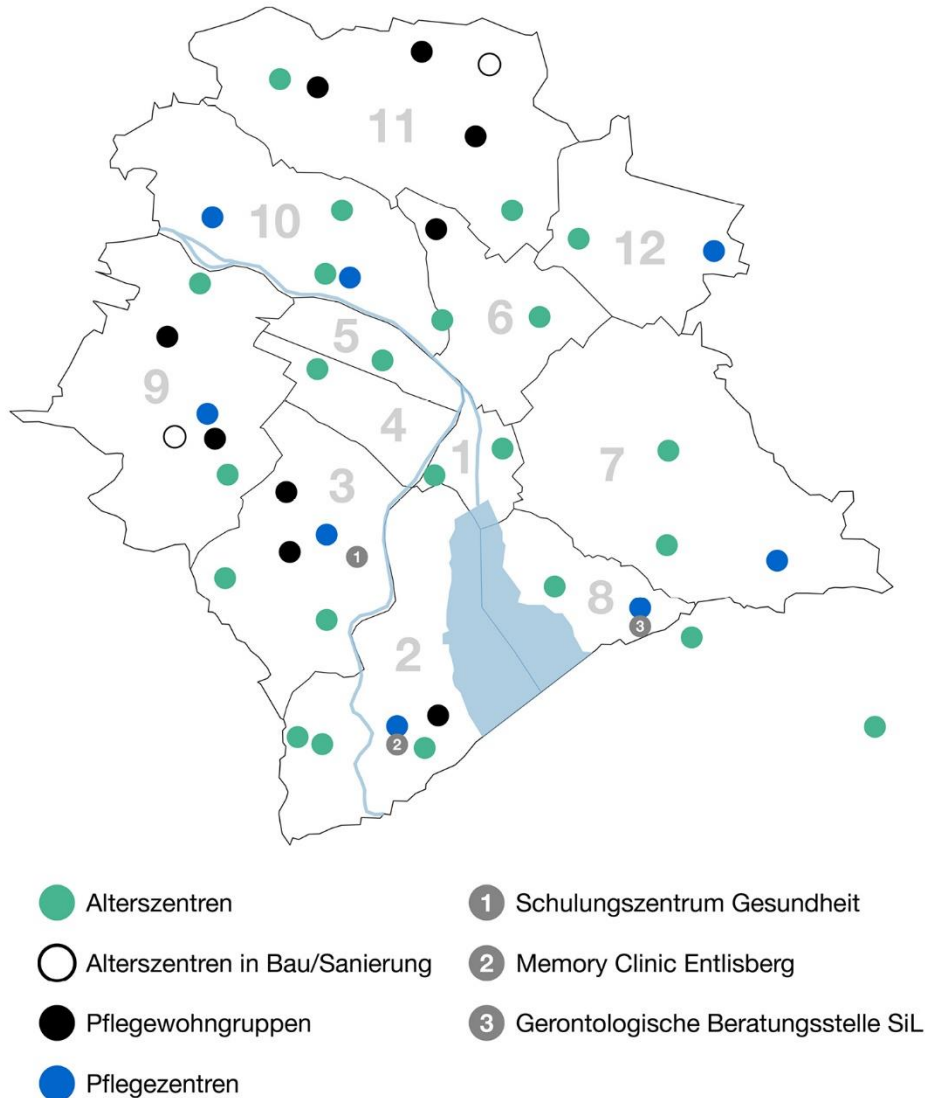 11
10
12
6
5
9
4
1
7
3
1
8
3
2
2
Alterszentren
Alterszentren in Bau/Sanierung
Pflegewohngruppen
Pflegezentren
1 Schulungszentrum Gesundheit
2 Memory Clinic Entlisberg
3 Gerontologische Beratungsstelle SiL